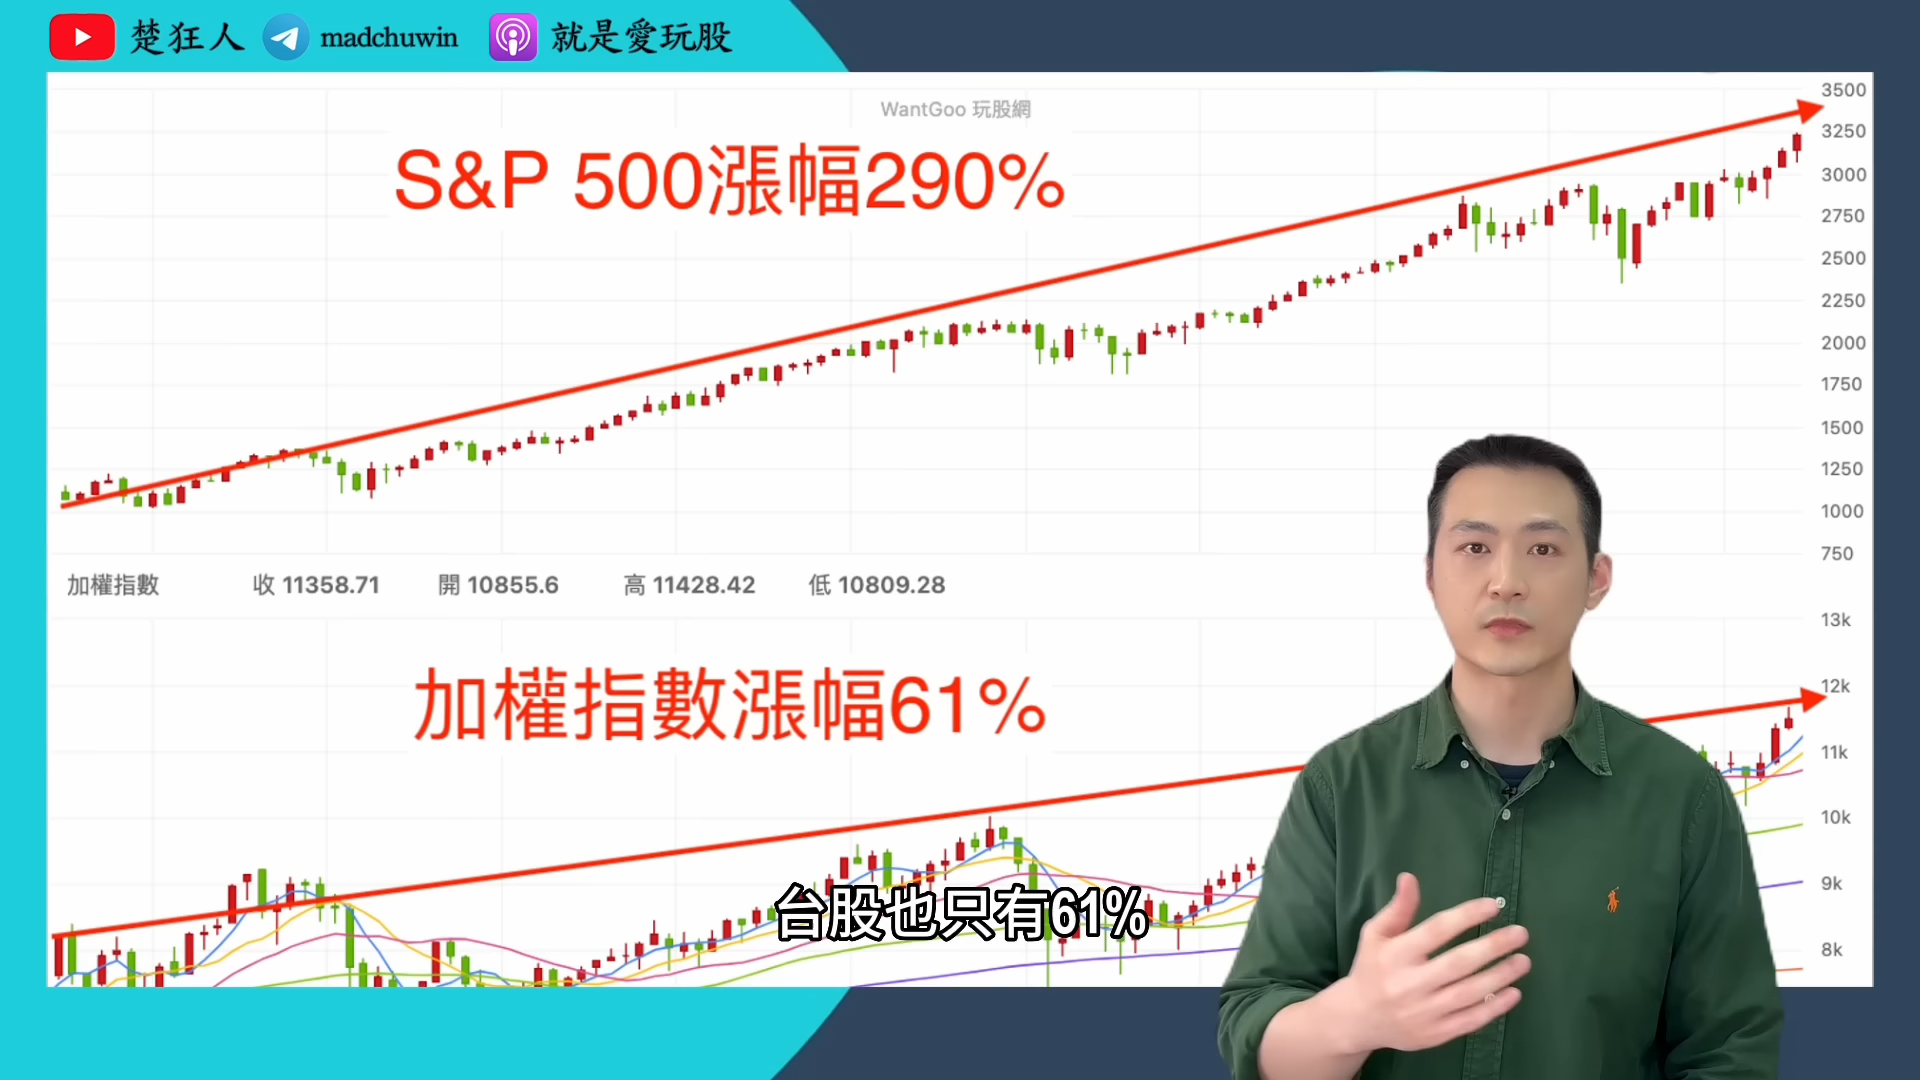 楚狂人 madchuwin 就是愛玩股
WantGoo 玩股網
S&P 500漲幅290%
3500
3250
3000
2750
2500
2250
2000
1750
1500
1250
1000
750
加權指數 收 11358.71 開 10855.6 高 11428.42 低 10809.28
加權指數漲幅61%
13k
12k
11k
10k
9k
8k
台股也只有61%